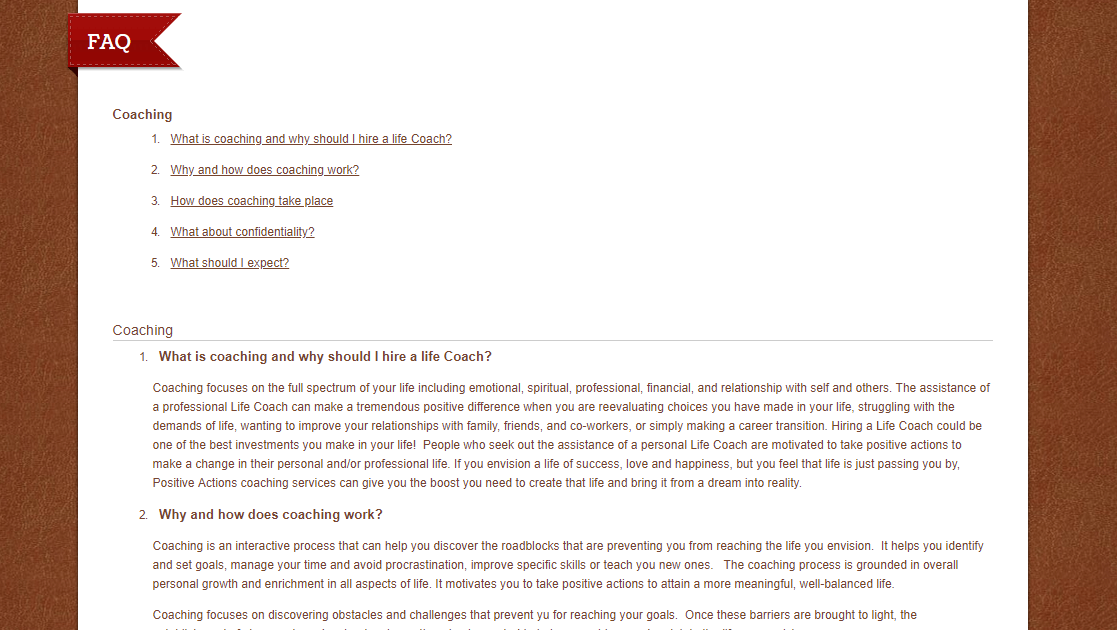 FAQ
Coaching
1. What is coaching and why should I hire a life Coach?
2. Why and how does coaching work?
3. How does coaching take place
4. What about confidentiality?
5. What should I expect?
Coaching
1. What is coaching and why should I hire a life Coach?
Coaching focuses on the full spectrum of your life including emotional, spiritual, professional, financial, and relationship with self and others. The assistance of
a professional Life Coach can make a tremendous positive difference when you are reevaluating choices you have made in your life, struggling with the
demands of life, wanting to improve your relationships with family, friends, and co-workers, or simply making a career transition. Hiring a Life Coach could be
one of the best investments you make in your life!  People who seek out the assistance of a personal Life Coach are motivated to take positive actions to
make a change in their personal and/or professional life. If you envision a life of success, love and happiness, but you feel that life is just passing you by,
Positive Actions coaching services can give you the boost you need to create that life and bring it from a dream into reality.
2. Why and how does coaching work?
Coaching is an interactive process that can help you discover the roadblocks that are preventing you from reaching the life you envision.  It helps you identify
and set goals, manage your time and avoid procrastination, improve specific skills or teach you new ones.   The coaching process is grounded in overall
personal growth and enrichment in all aspects of life. It motivates you to take positive actions to attain a more meaningful, well-balanced life.
Coaching focuses on discovering obstacles and challenges that prevent yu for reaching your goals.  Once these barriers are brought to light, the